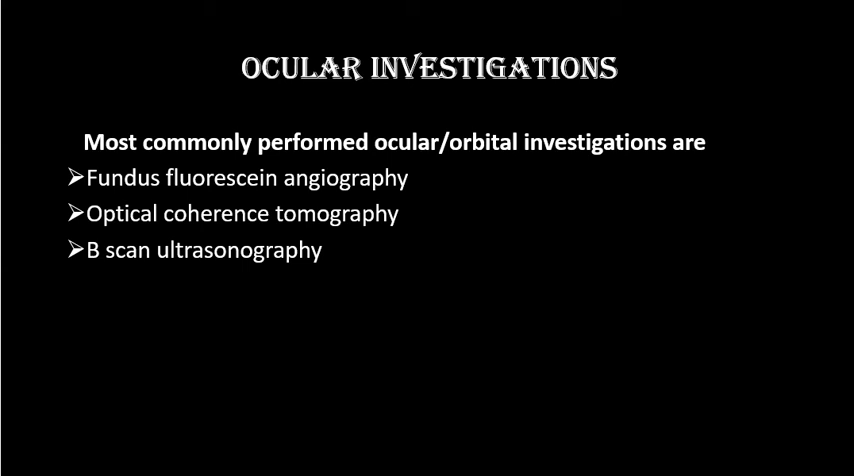 OCULAR INVESTIGATIONS
Most commonly performed ocular/orbital investigations are
➢Fundus fluorescein angiography
➢Optical coherence tomography
➢B scan ultrasonography